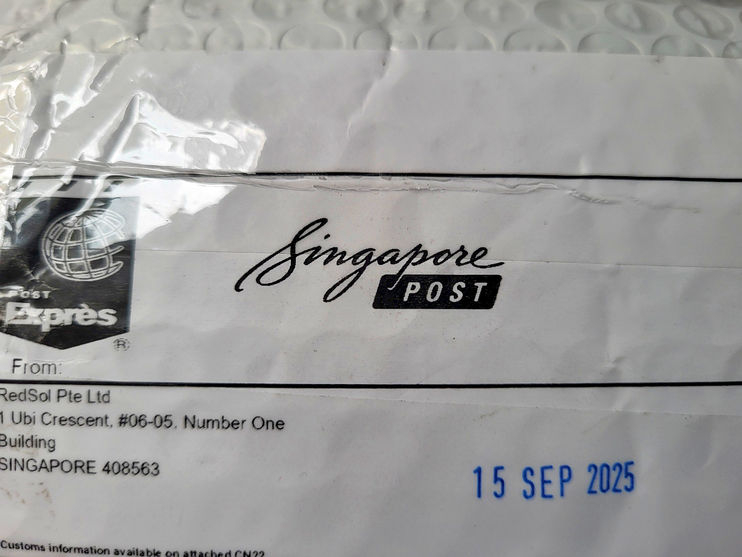 Singapore
POST
POST
Exprès
®
From:
RedSol Pte Ltd
1 Ubi Crescent, #06-05, Number One
Building
SINGAPORE 408563
15 SEP 2025
Customs information available on attached CN22